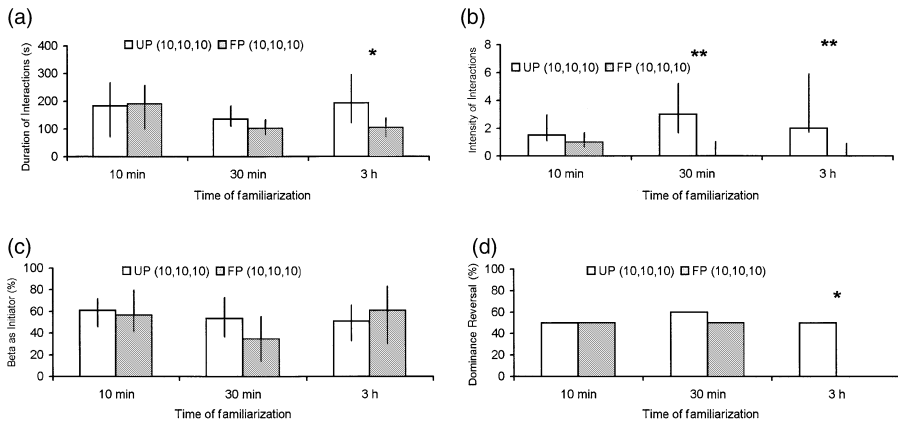 (a)
UP (10,10,10) FP (10,10,10)
Duration of Interactions (s)
400
300
200
100
0
*
10 min 30 min 3 h
Time of familiarization
(b)
UP (10,10,10) FP (10,10,10)
Intensity of Interactions
8
6
4
2
0
**
**
10 min 30 min 3 h
Time of familiarization
(c)
UP (10,10,10) FP (10,10,10)
Beta as Initiator (%)
100
80
60
40
20
0
10 min 30 min 3 h
Time of familiarization
(d)
UP (10,10,10) FP (10,10,10)
Dominance Reversal (%)
100
80
60
40
20
0
*
10 min 30 min 3 h
Time of familiarization